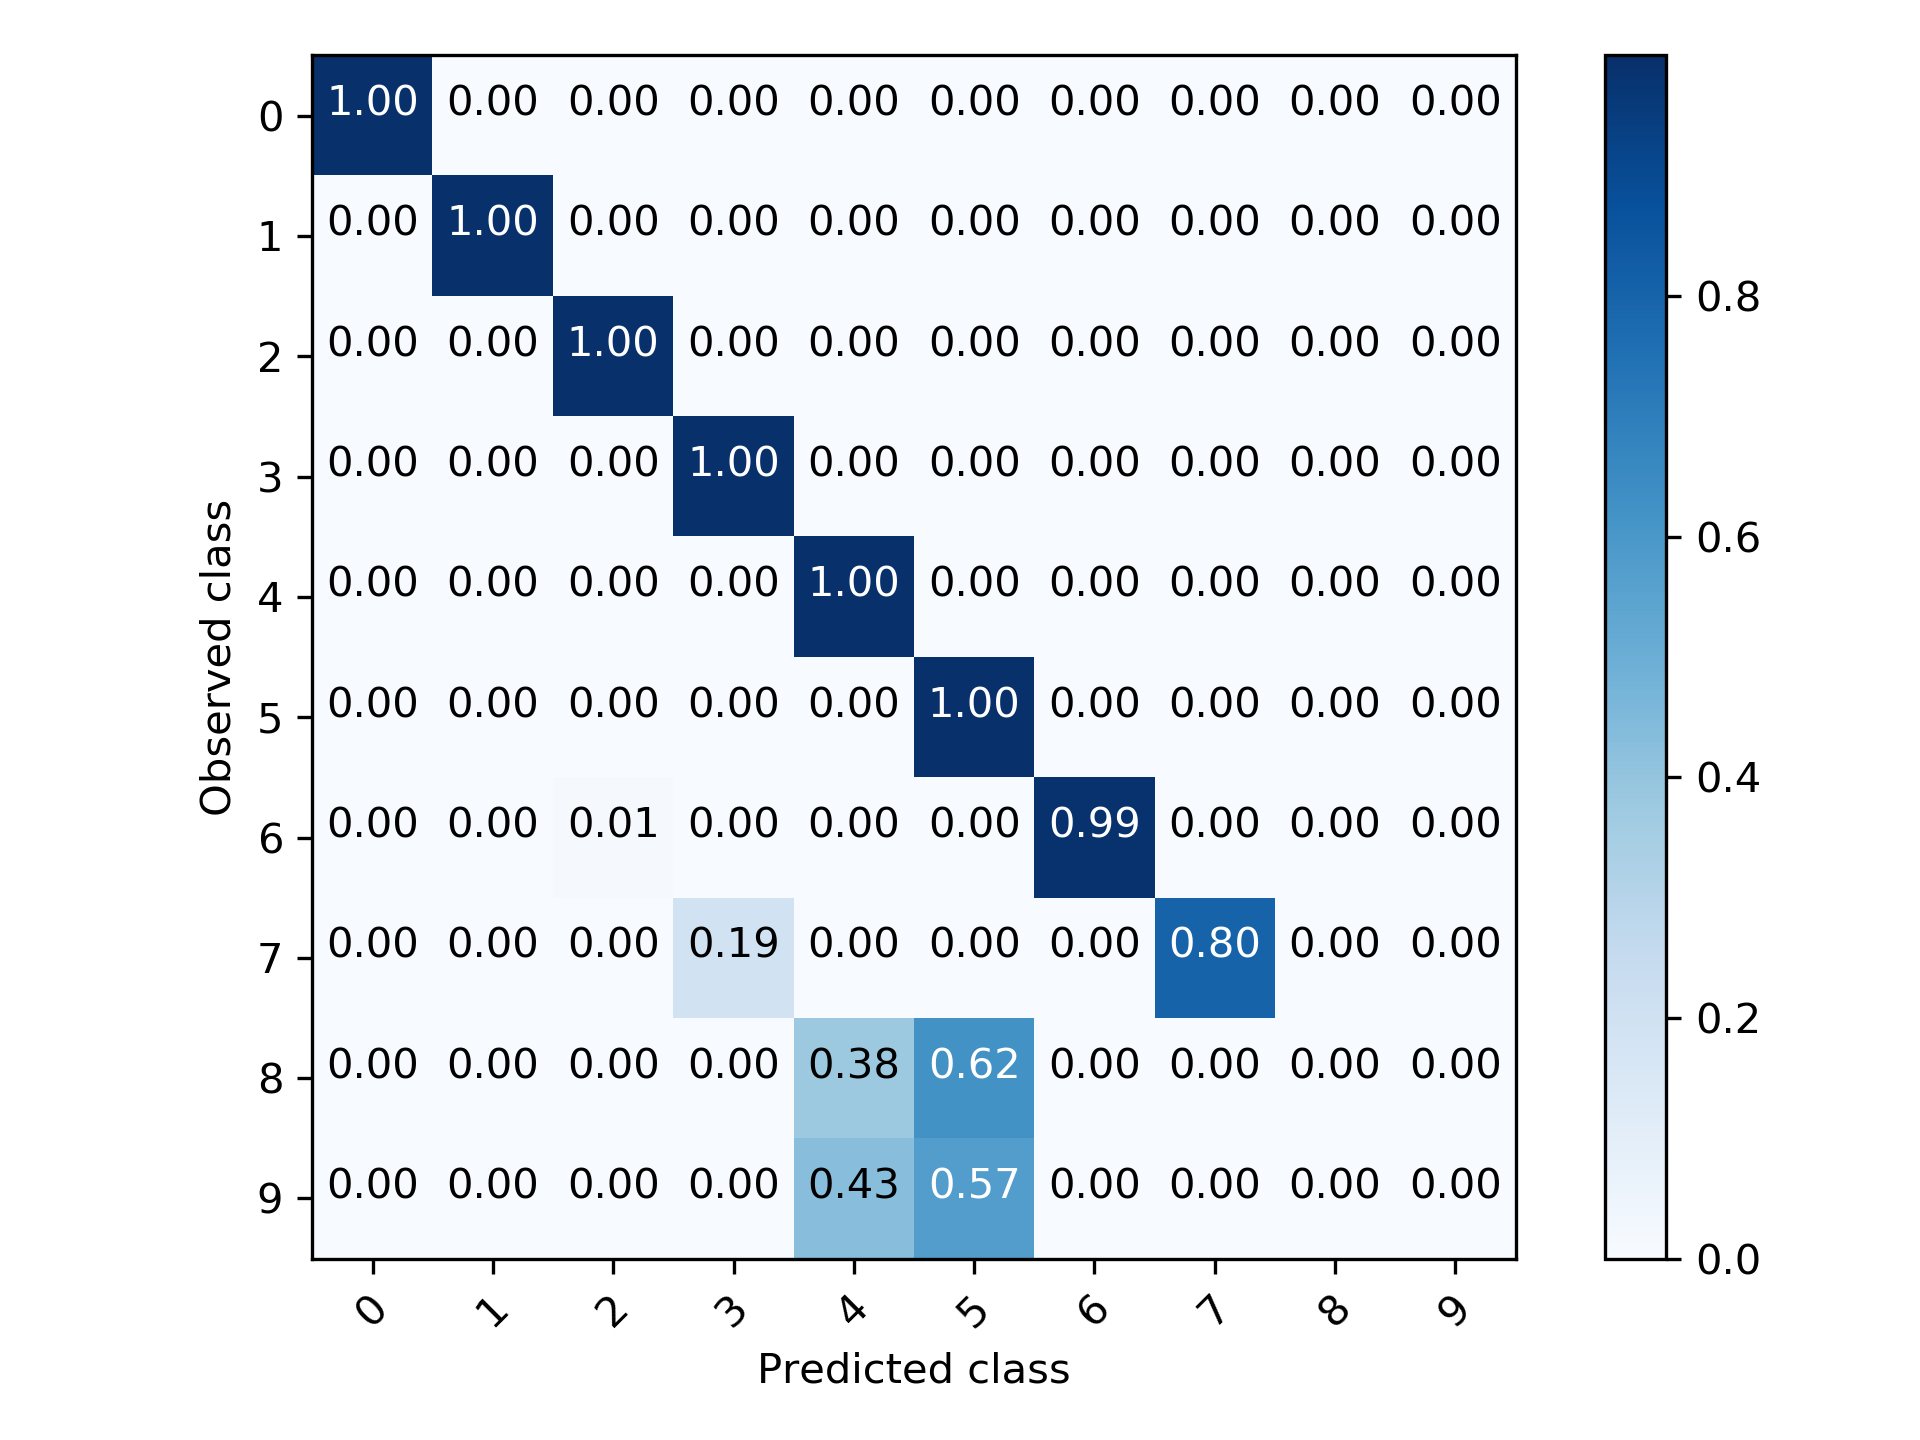 0 1.00 0.00 0.00 0.00 0.00 0.00 0.00 0.00 0.00 0.00
1 0.00 1.00 0.00 0.00 0.00 0.00 0.00 0.00 0.00 0.00
2 0.00 0.00 1.00 0.00 0.00 0.00 0.00 0.00 0.00 0.00
3 0.00 0.00 0.00 1.00 0.00 0.00 0.00 0.00 0.00 0.00
4 0.00 0.00 0.00 0.00 1.00 0.00 0.00 0.00 0.00 0.00
5 0.00 0.00 0.00 0.00 0.00 1.00 0.00 0.00 0.00 0.00
6 0.00 0.00 0.01 0.00 0.00 0.00 0.99 0.00 0.00 0.00
7 0.00 0.00 0.00 0.19 0.00 0.00 0.00 0.80 0.00 0.00
8 0.00 0.00 0.00 0.00 0.38 0.62 0.00 0.00 0.00 0.00
9 0.00 0.00 0.00 0.00 0.43 0.57 0.00 0.00 0.00 0.00
0 1 2 3 4 5 6 7 8 9
Predicted class
Observed class
0.8
0.6
0.4
0.2
0.0